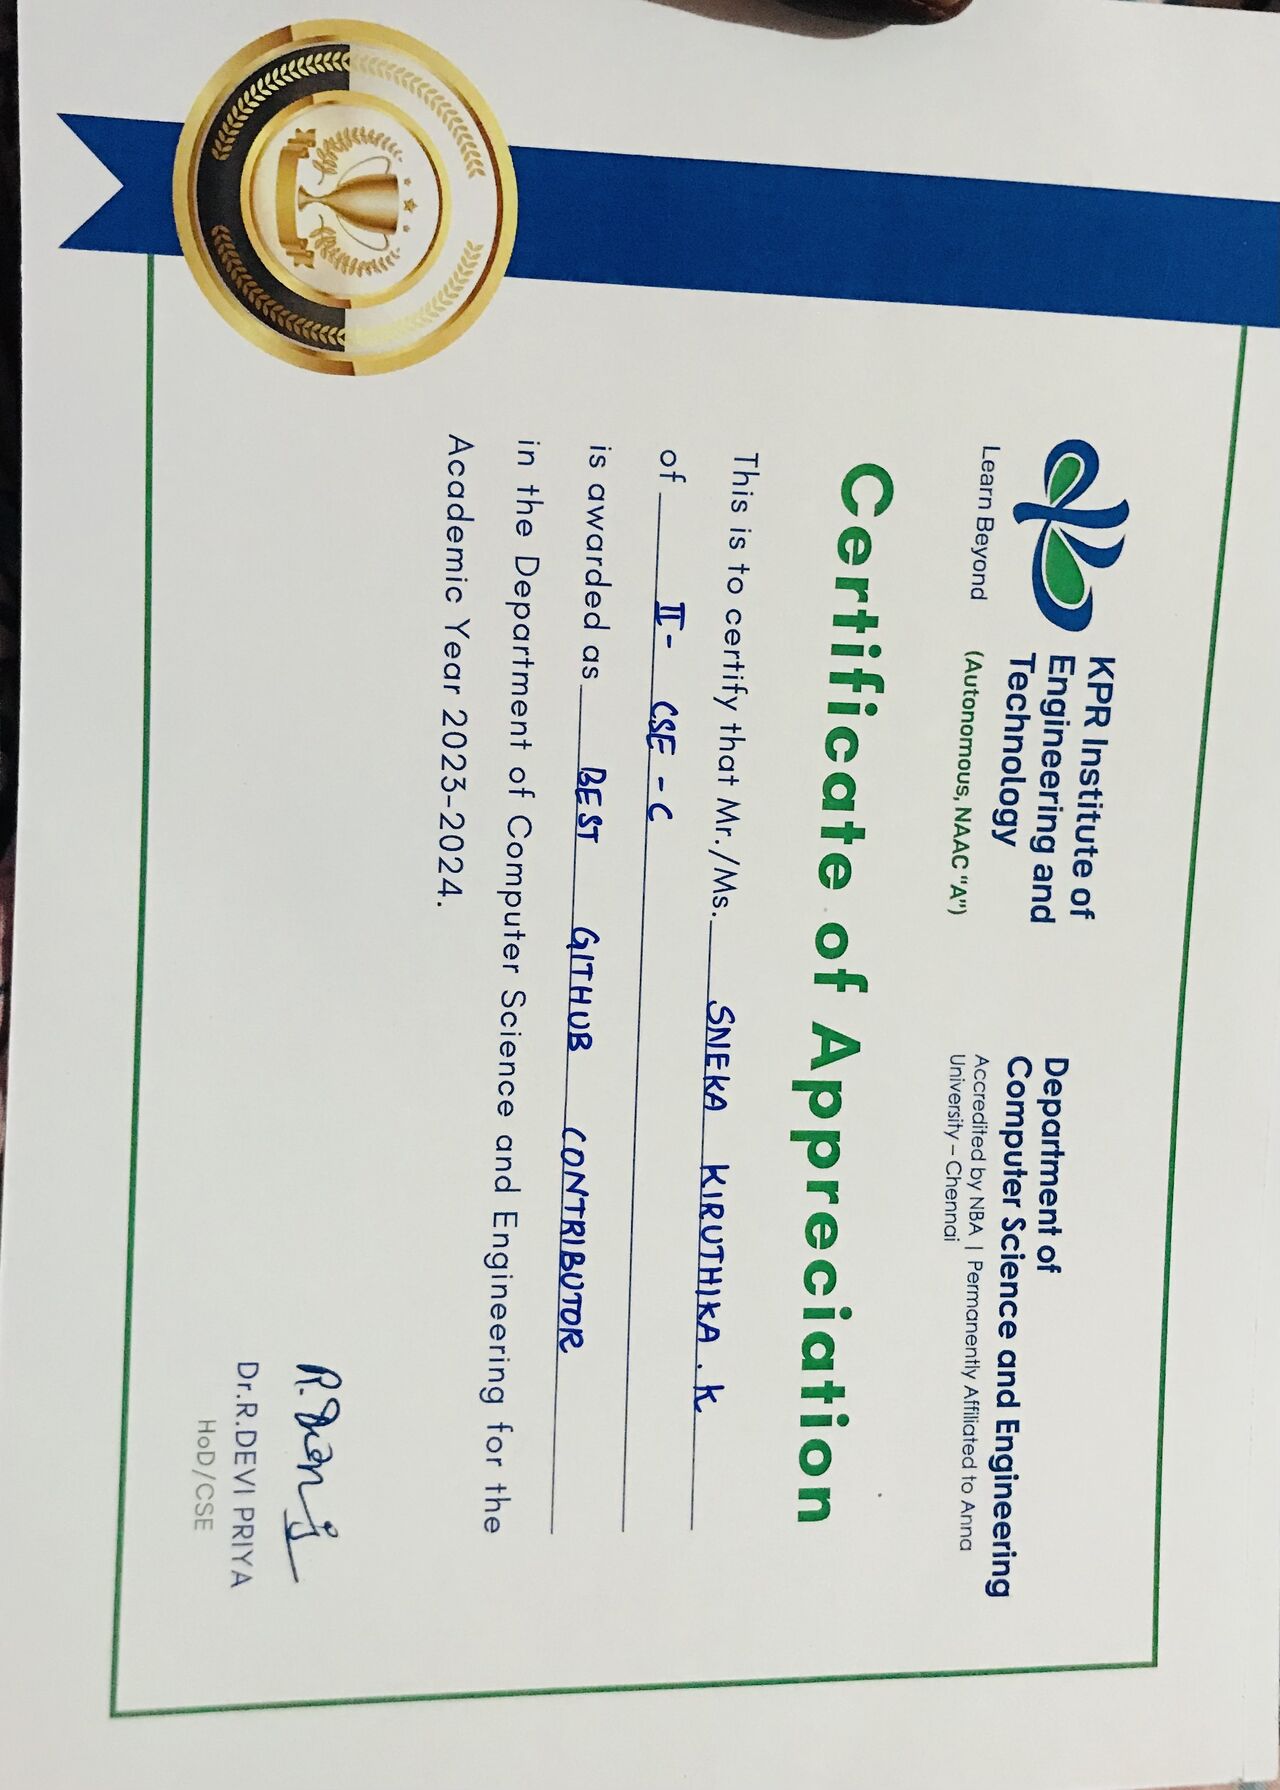 KPR Institute of
Engineering and
Technology
Learn Beyond
(Autonomous, NAAC "A")
Department of
Computer Science and Engineering
Accredited by NBA | Permanently Affiliated to Anna
University – Chennai
Certificate of Appreciation
This is to certify that Mr./Ms. SNEKA KIRUTHIKA . K
of II - CSE - C
is awarded as BEST GITHUB CONTRIBUTOR
in the Department of Computer Science and Engineering for the
Academic Year 2023-2024.
Dr.R.DEVI PRIYA
HoD/CSE